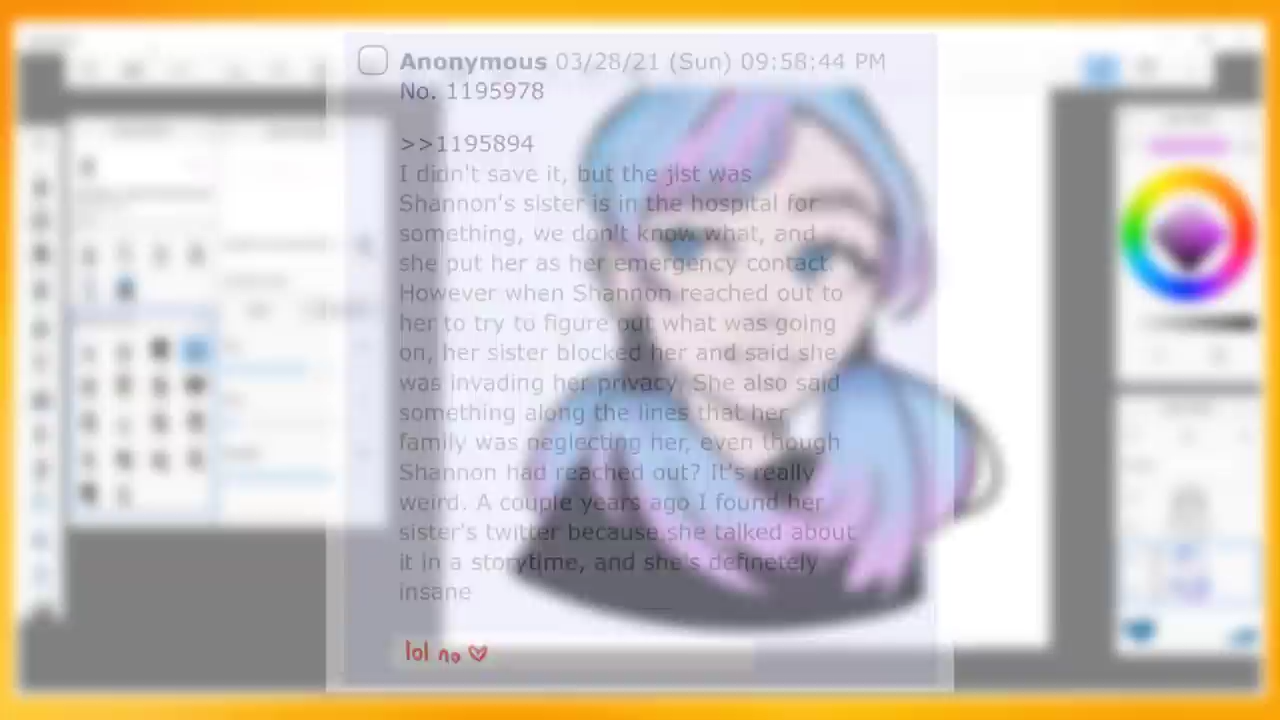 Anonymous 03/28/21 (Sun) 09:58:44 PM
No. 1195978
>>1195894
I didn't save it, but the jist was
Shannon's sister is in the hospital for
something, we don't know what, and
she put her as her emergency contact.
However when Shannon reached out to
her to try to figure out what was going
on, her sister blocked her and said she
was invading her privacy. She also said
something along the lines that her
family was neglecting her, even though
Shannon had reached out? It's really
weird. A couple years ago I found her
sister's twitter because she talked about
it in a storytime, and she's definetely
insane
lol no